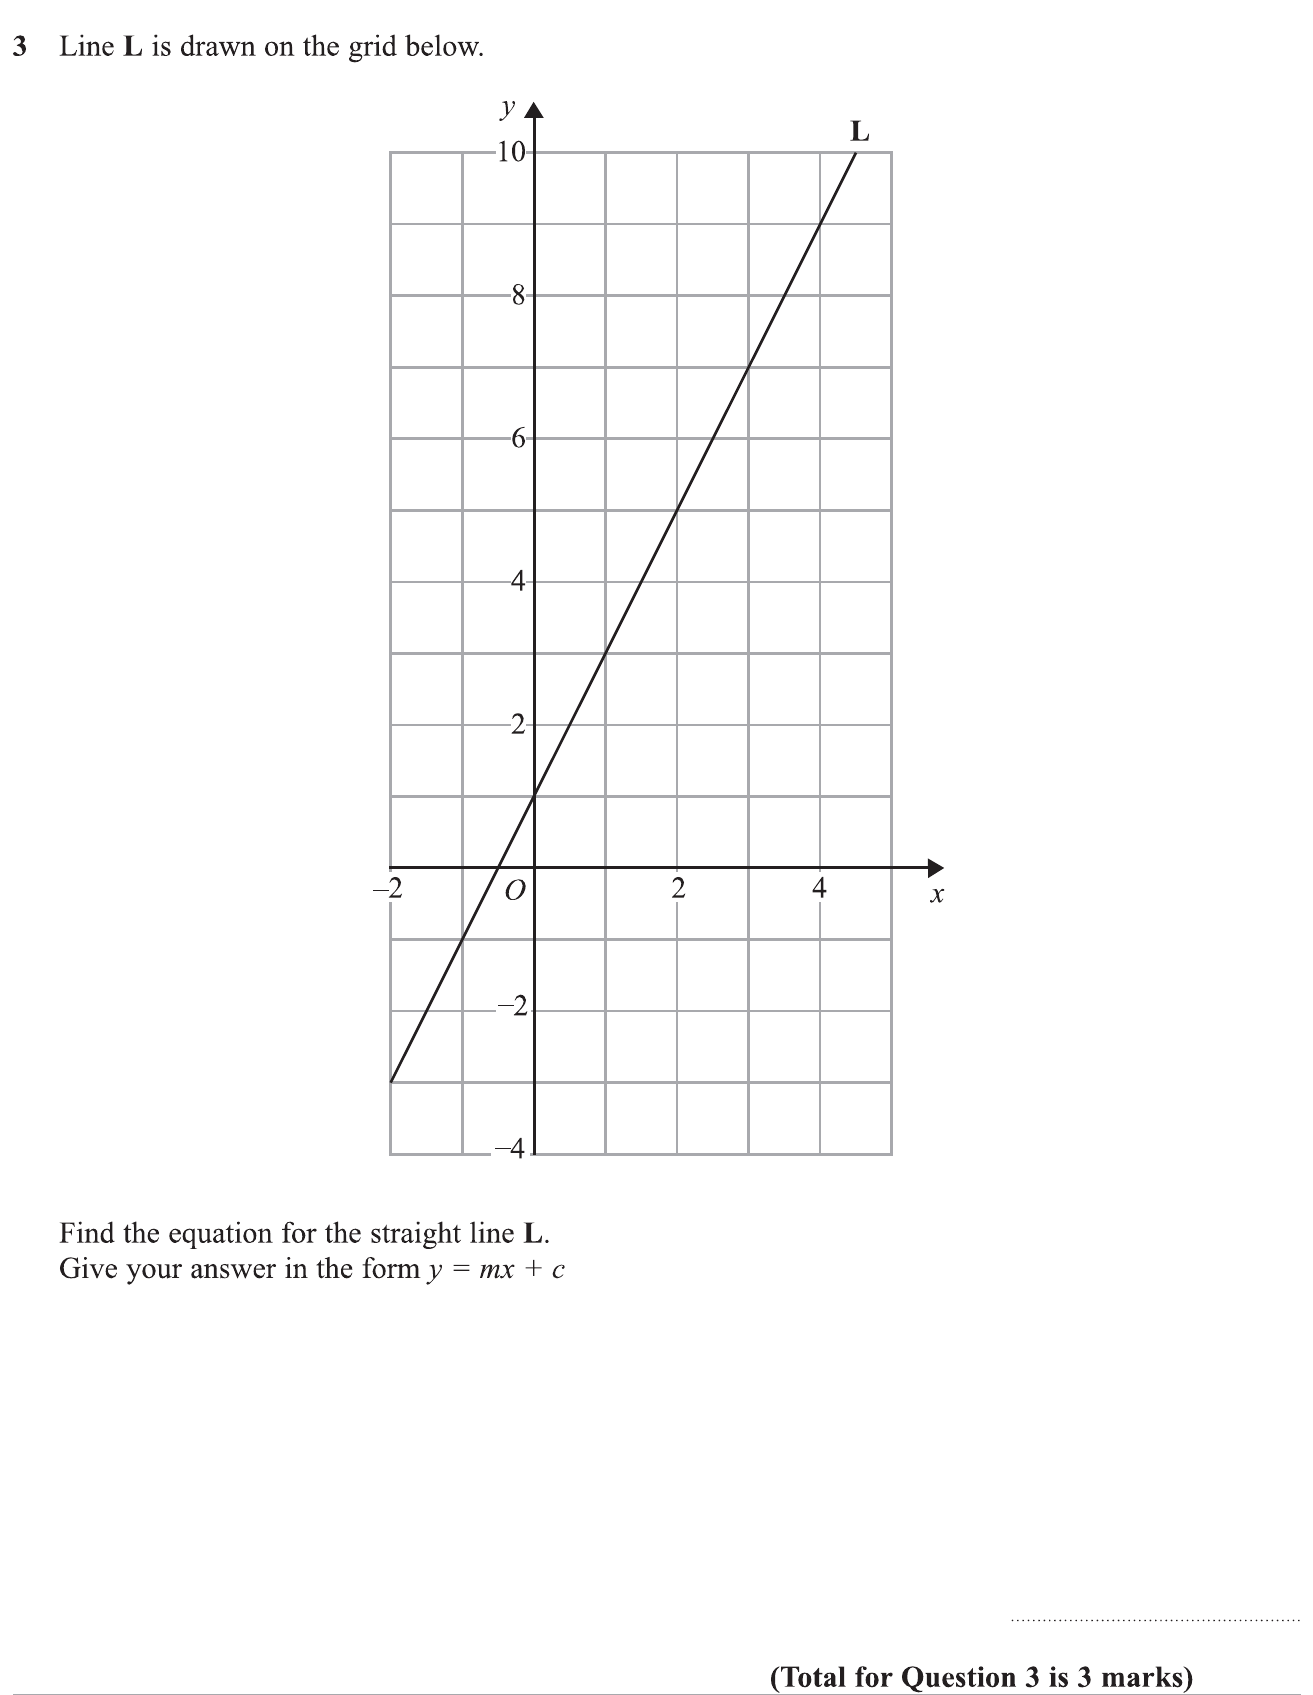 3 Line L is drawn on the grid below.
y
L
10
8
6
4
2
–2 O 2 4 x
–2
–4
Find the equation for the straight line L.
Give your answer in the form y = mx + c
(Total for Question 3 is 3 marks)